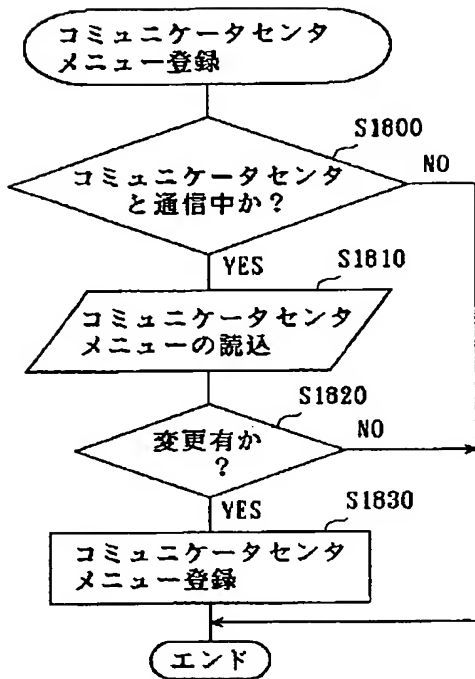 コミュニケータセンタ
メニュー登録
S1800
NO
コミュニケータセンタ
と通信中か？
YES
S1810
コミュニケータセンタ
メニューの読込
S1820
変更有か
？
NO
YES
S1830
コミュニケータセンタ
メニュー登録
エンド